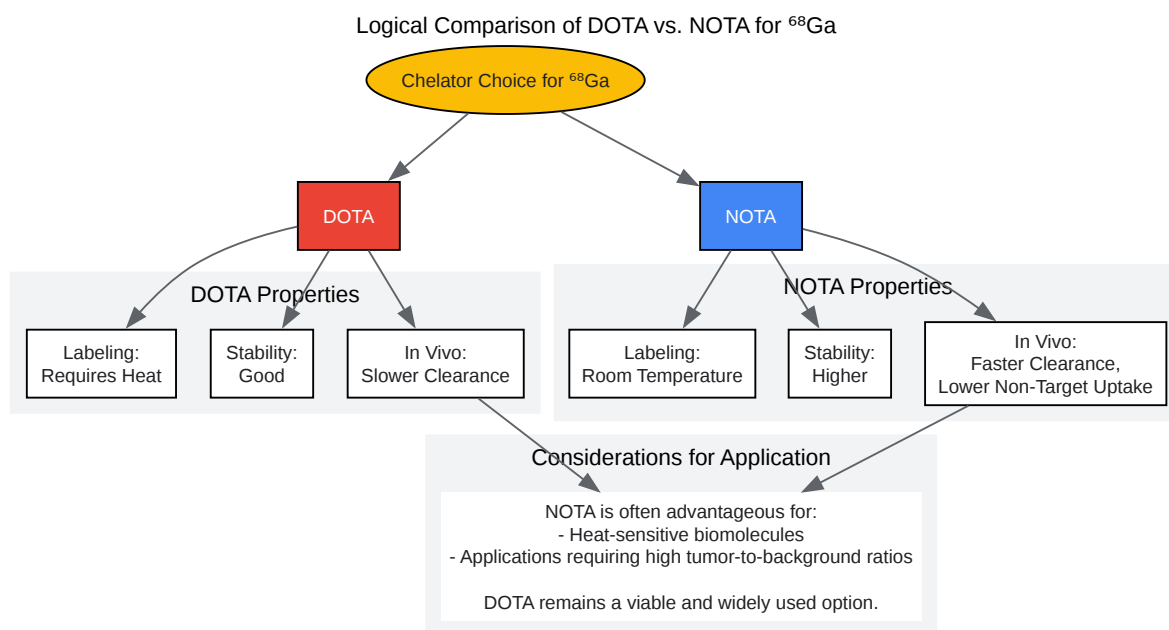 Logical Comparison of DOTA vs. NOTA for ⁶⁸Ga
Chelator Choice for ⁶⁸Ga
DOTA
NOTA
DOTA Properties
Labeling:
Requires Heat
Stability:
Good
In Vivo:
Slower Clearance
NOTA Properties
Labeling:
Room Temperature
Stability:
Higher
In Vivo:
Faster Clearance,
Lower Non-Target Uptake
Considerations for Application
NOTA is often advantageous for:
- Heat-sensitive biomolecules
- Applications requiring high tumor-to-background ratios
DOTA remains a viable and widely used option.